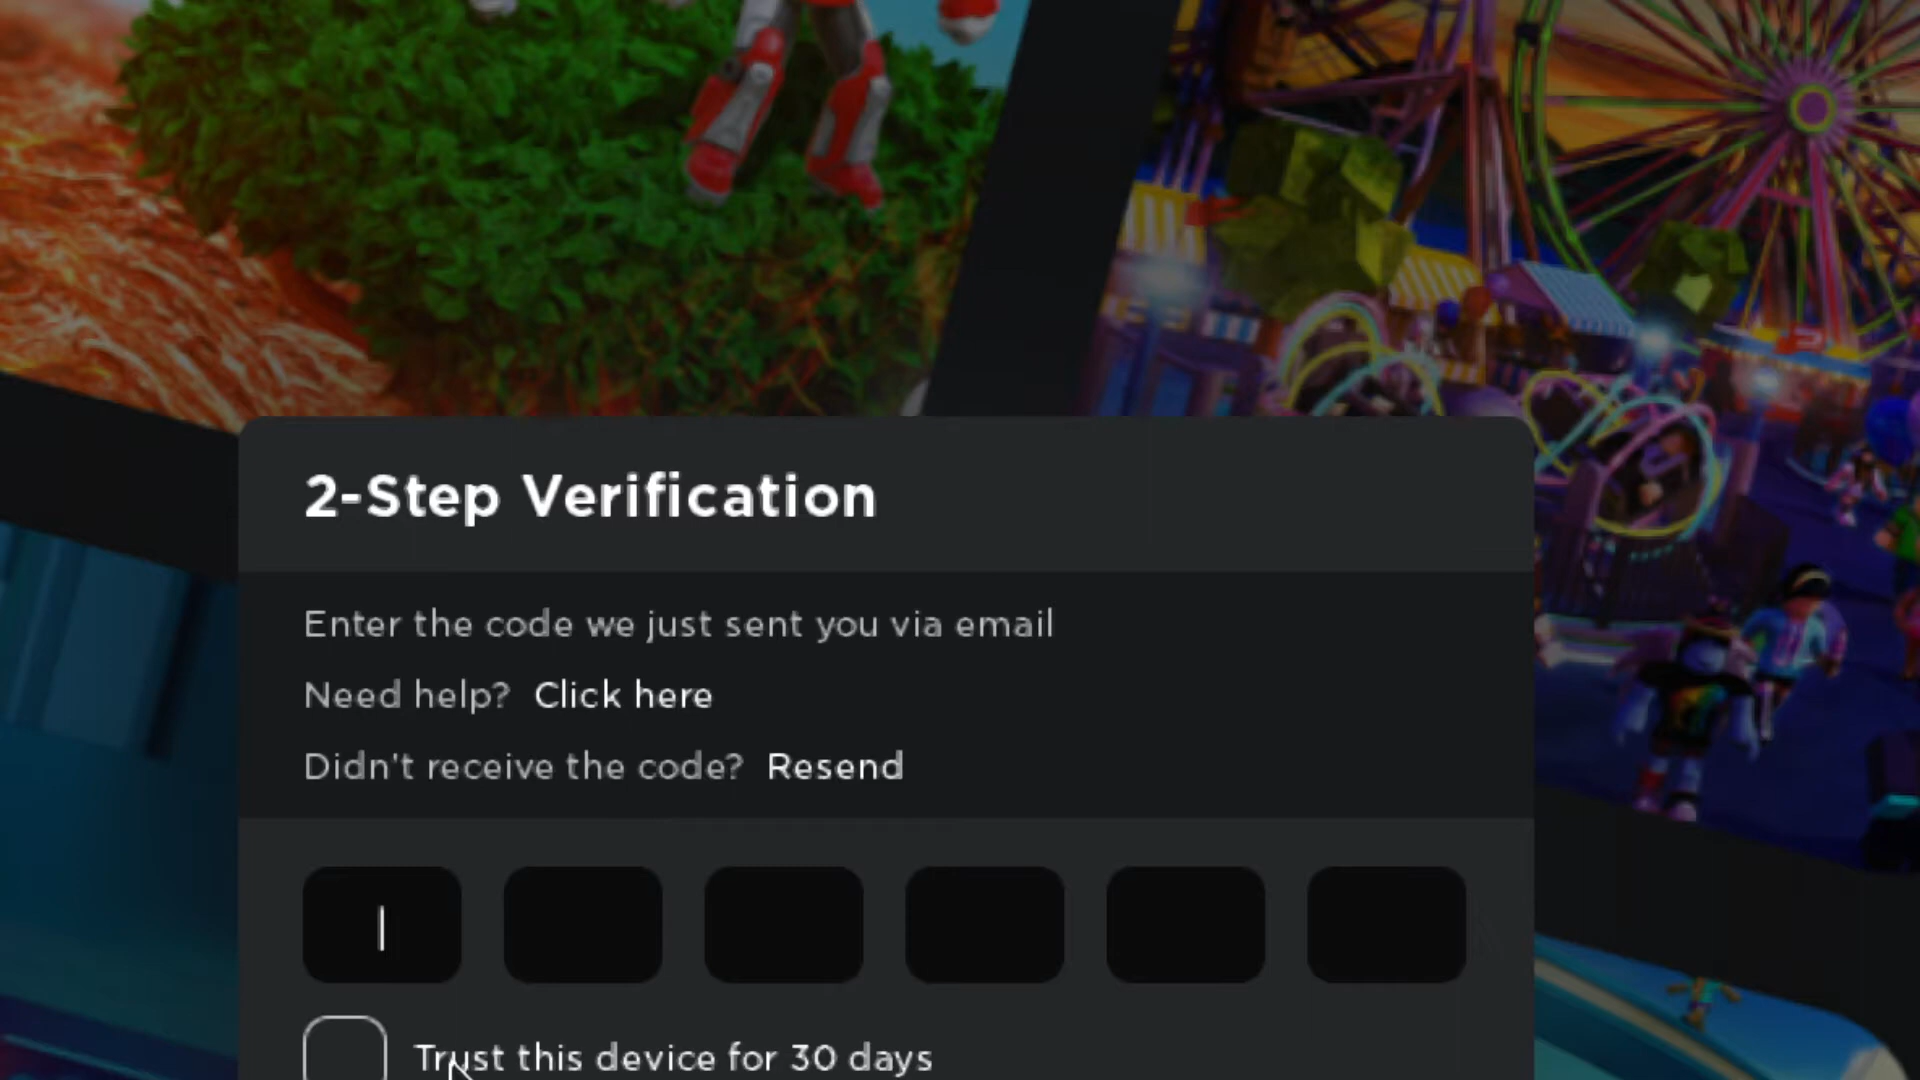 2-Step Verification
Enter the code we just sent you via email
Need help? Click here
Didn't receive the code? Resend
Trust this device for 30 days